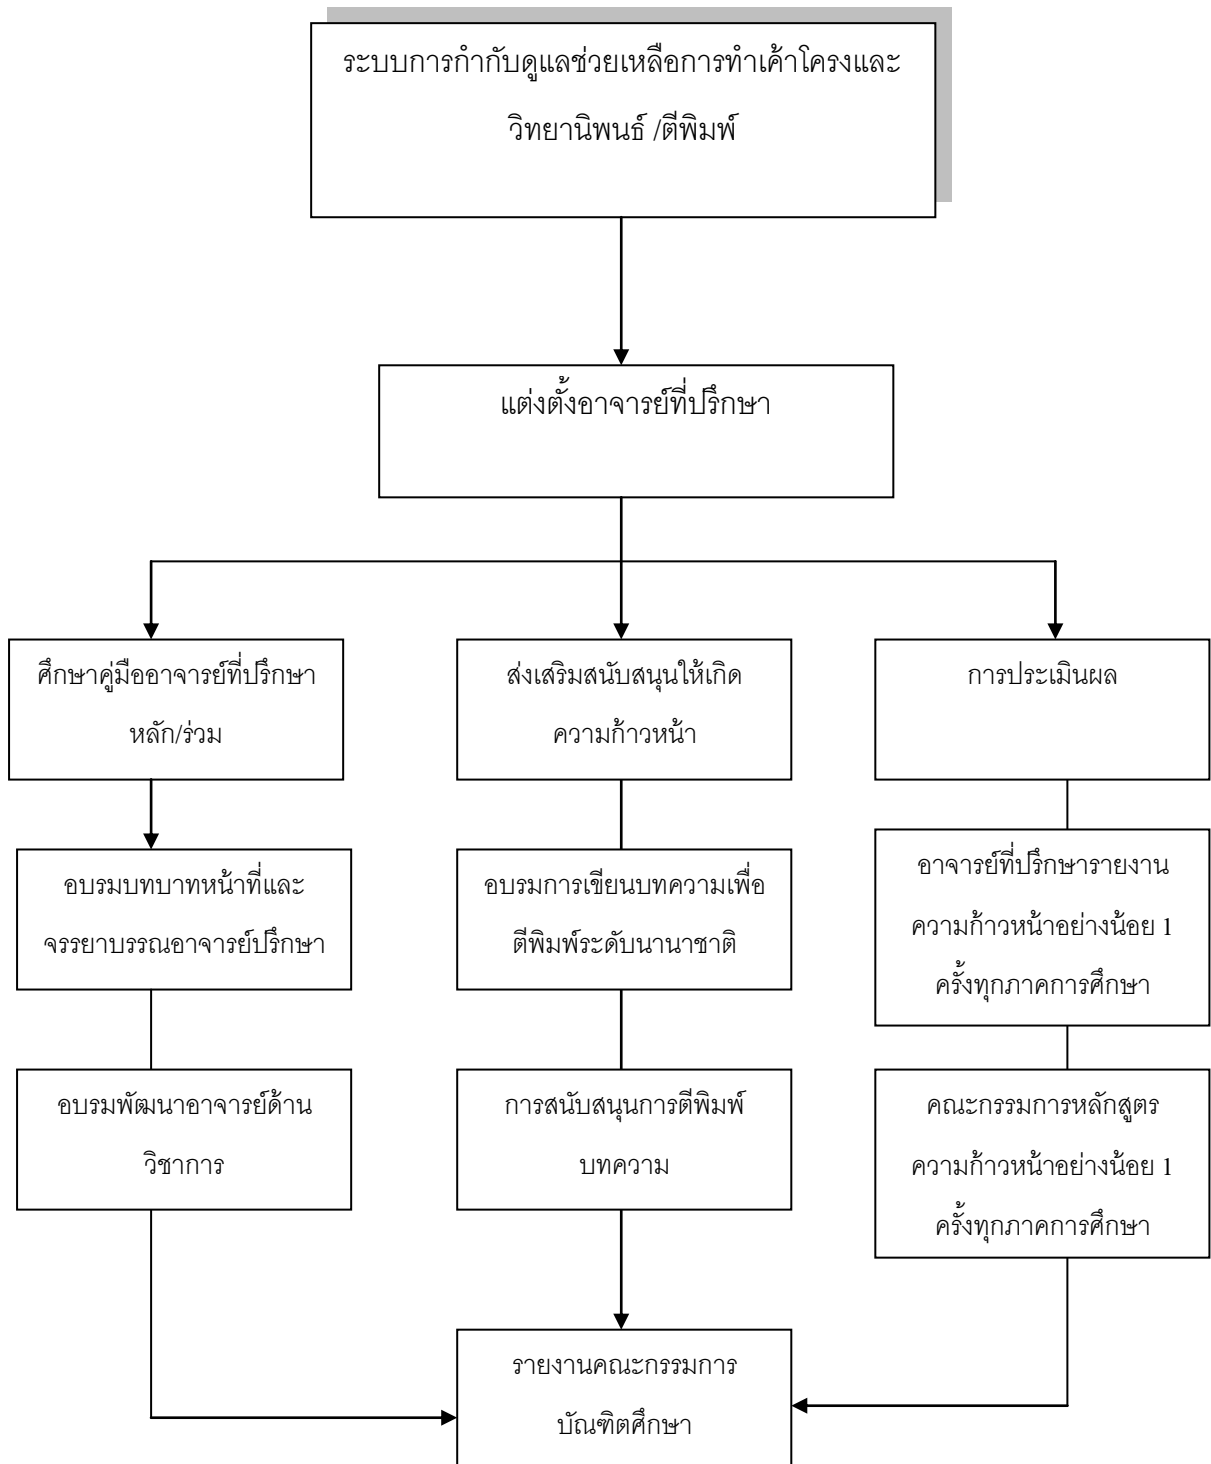 ระบบการกำกับดูแลช่วยเหลือการทำเค้าโครงและ
วิทยานิพนธ์ /ตีพิมพ์
แต่งตั้งอาจารย์ที่ปรึกษา
ศึกษาคู่มืออาจารย์ที่ปรึกษา
หลัก/ร่วม
ส่งเสริมสนับสนุนให้เกิด
ความก้าวหน้า
การประเมินผล
อบรมบทบาทหน้าที่และ
จรรยาบรรณอาจารย์ปรึกษา
อบรมการเขียนบทความเพื่อ
ตีพิมพ์ระดับนานาชาติ
อาจารย์ที่ปรึกษารายงาน
ความก้าวหน้าอย่างน้อย 1
ครั้งทุกภาคการศึกษา
อบรมพัฒนาอาจารย์ด้าน
วิชาการ
การสนับสนุนการตีพิมพ์
บทความ
คณะกรรมการหลักสูตร
ความก้าวหน้าอย่างน้อย 1
ครั้งทุกภาคการศึกษา
รายงานคณะกรรมการ
บัณฑิตศึกษา